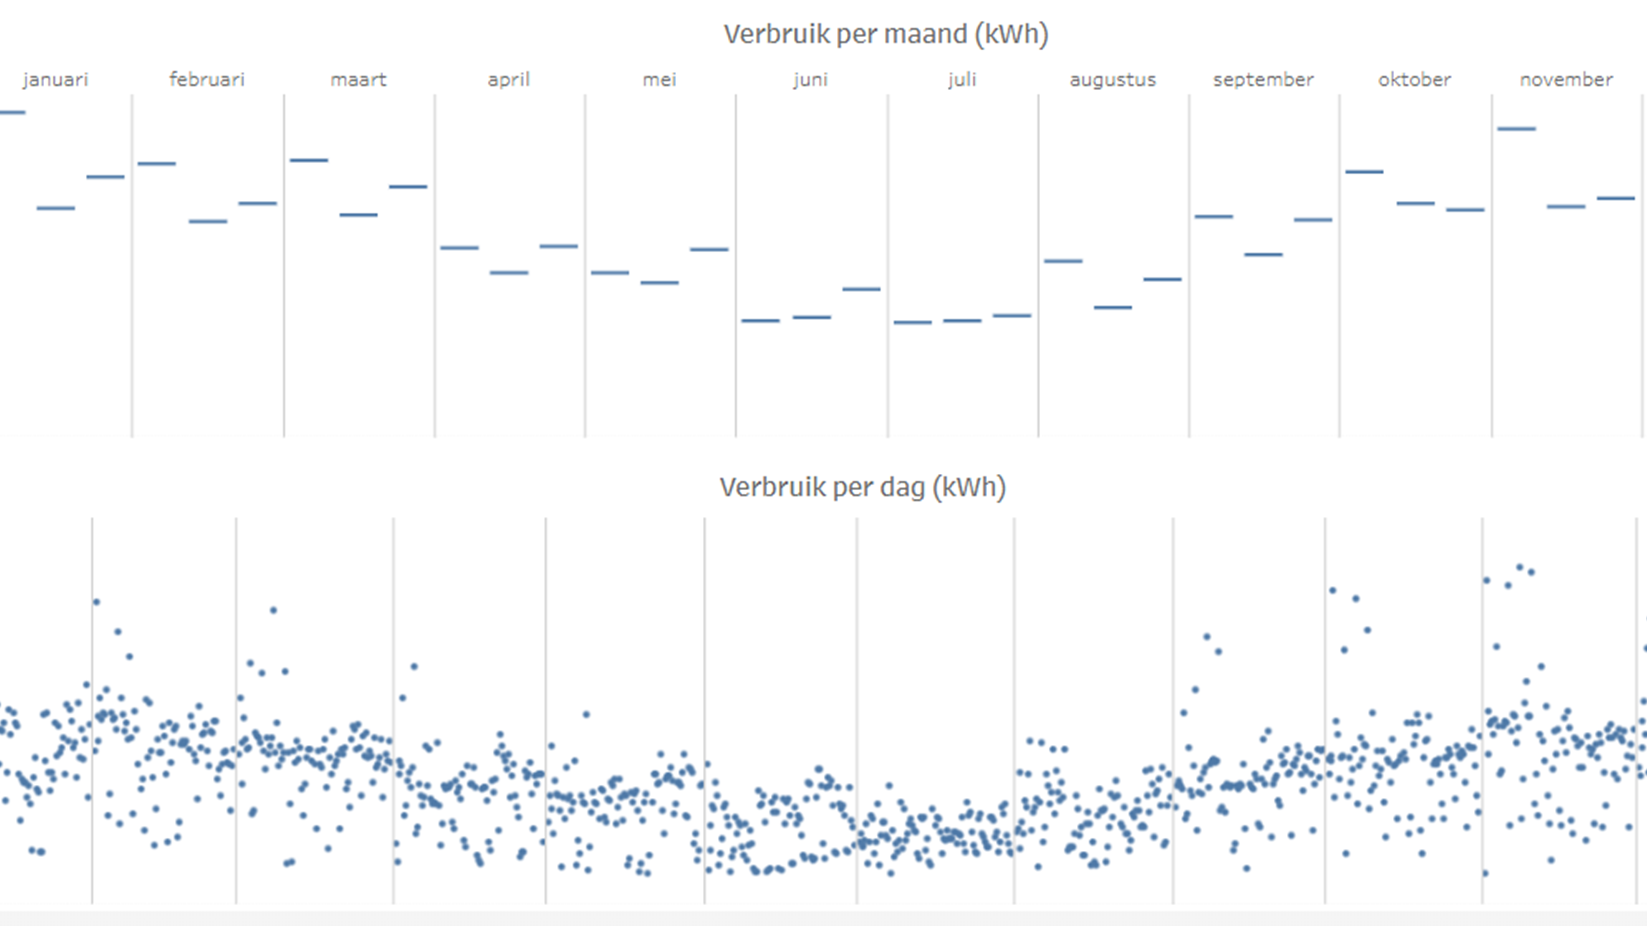 Verbruik per maand (kWh)
januari februari maart april mei juni juli augustus september oktober november
Verbruik per dag (kWh)